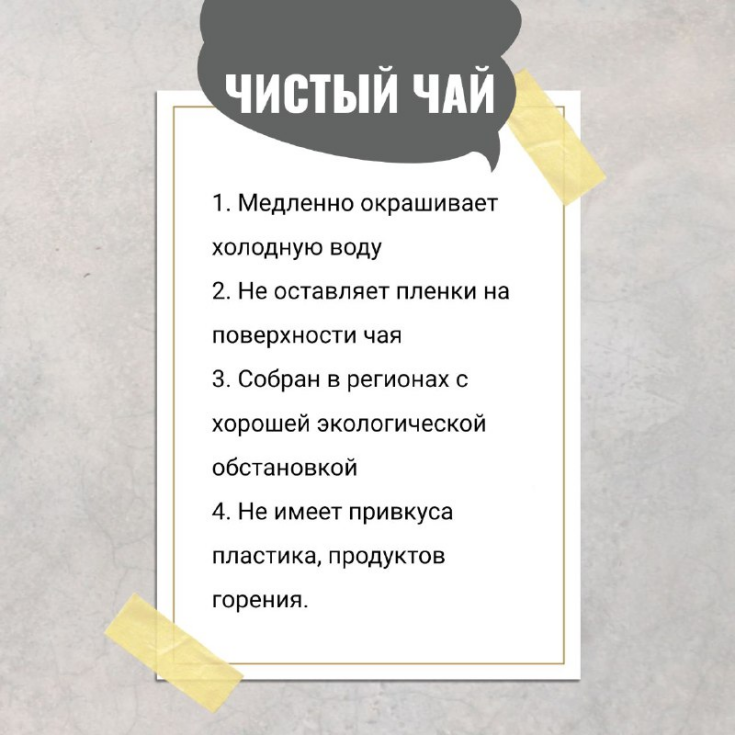 ЧИСТЫЙ ЧАЙ
1. Медленно окрашивает
холодную воду
2. Не оставляет пленки на
поверхности чая
3. Собран в регионах с
хорошей экологической
обстановкой
4. Не имеет привкуса
пластика, продуктов
горения.